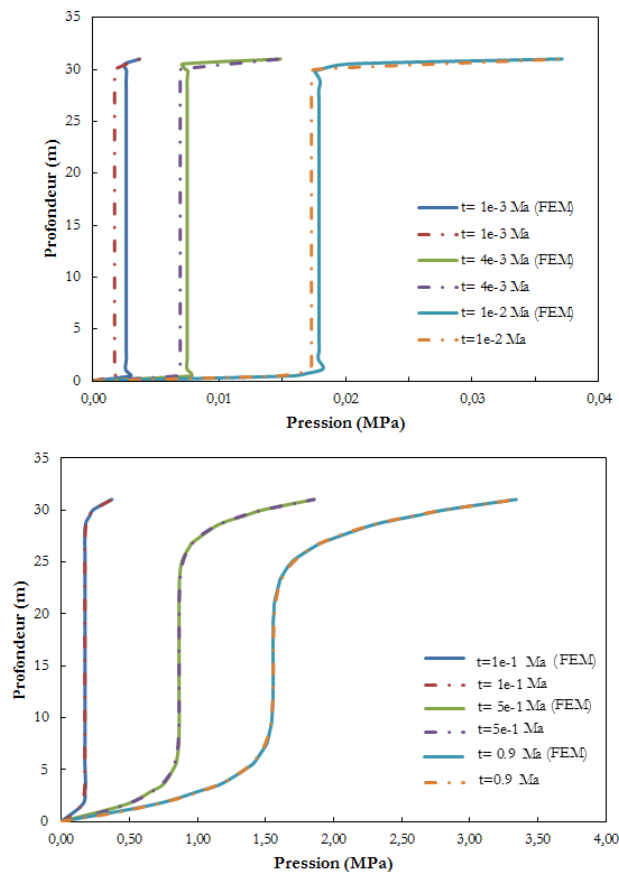 35
30
25
20
15
10
5
0
Profondeur (m)
t= 1e-3 Ma (FEM)
t= 1e-3 Ma
t= 4e-3 Ma (FEM)
t= 4e-3 Ma
t= 1e-2 Ma (FEM)
t=1e-2 Ma
0,00 0,01 0,02 0,03 0,04
Pression (MPa)
35
30
25
20
15
10
5
0
Profondeur (m)
t=1e-1 Ma (FEM)
t= 1e-1 Ma
t= 5e-1 Ma (FEM)
t=5e-1 Ma
t= 0.9 Ma (FEM)
t=0.9 Ma
0,00 0,50 1,00 1,50 2,00 2,50 3,00 3,50 4,00
Pression (MPa)